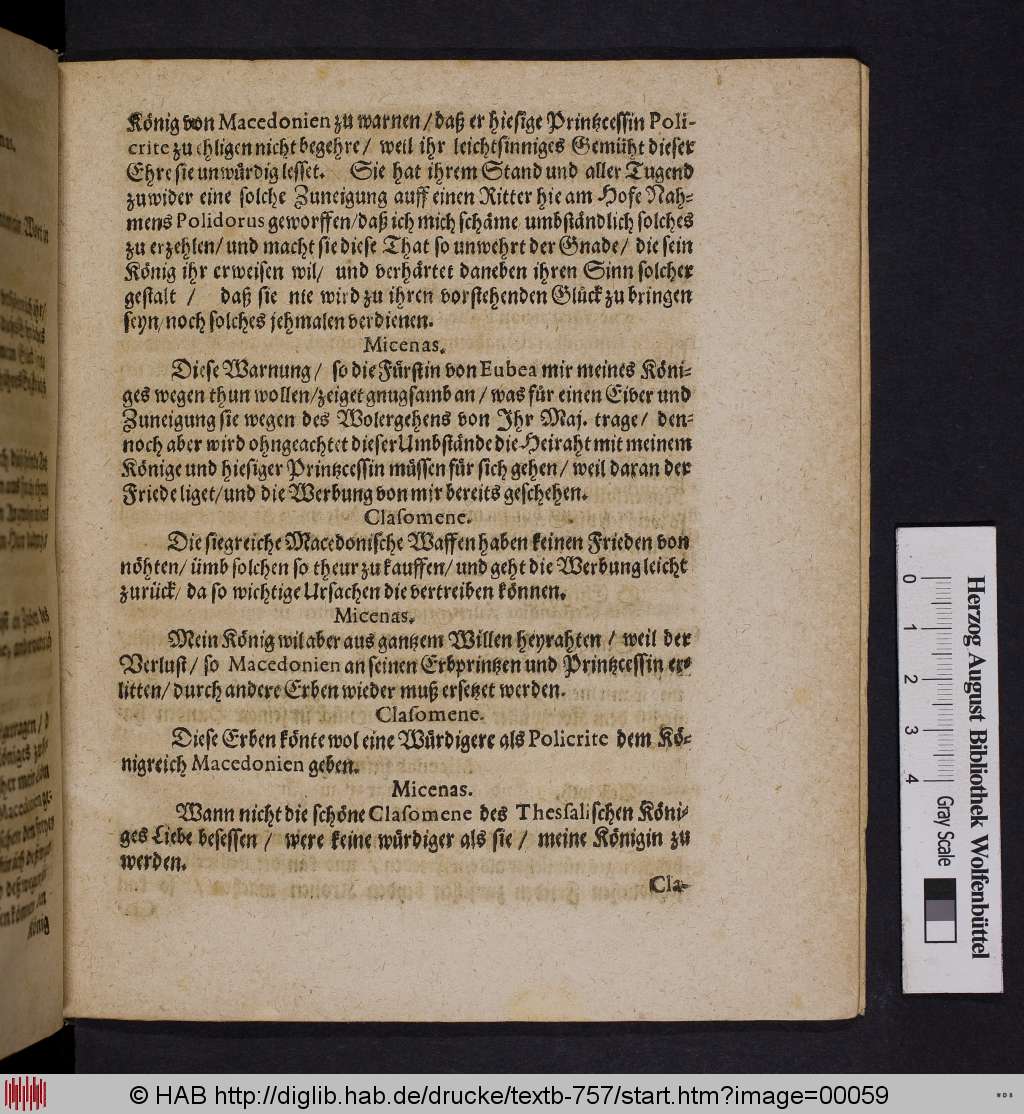 König von Macedonien zu warnen/ daß er hiesige Printzcessin Poli-
crite zu ehligen nicht begehre/ weil ihr leichtsinniges Gemüht dieser
Ehre sie unwürdig lesset. Sie hat ihrem Stand und aller Tugend
zuwider eine solche Zuneigung auff einen Ritter hie am Hofe Nah-
mens Polidorus geworffen/ daß ich mich schäme umbständlich solches
zu erzehlen/ und macht sie diese That so unwehrt der Gnade/ die sein
König ihr erweisen wil/ und verhärtet daneben ihren Sinn solcher
gestalt / daß sie nie wird zu ihren vorstehenden Glück zu bringen
seyn/ noch solches jehmalen verdienen.
Micenas.
Diese Warnung/ so die Fürstin von Eubea mir meines Köni-
ges wegen thun wollen/ zeiget gnugsamb an/ was für einen Eiver und
Zuneigung sie wegen des Wolergehens von Ihr Maj. trage/ den-
noch aber wird ohngeachtet dieser Umbstände die Heiraht mit meinem
Könige und hiesiger Printzcessin müssen für sich gehen/ weil daran der
Friede liget/ und die Werbung von mir bereits geschehen.
Clasomene.
Die siegreiche Macedonische Waffen haben keinen Frieden von
nöhten/ ümb solchen so theur zu kauffen/ und geht die Werbung leicht
zurück/ da so wichtige Ursachen die vertreiben können.
Micenas.
Mein König wil aber aus gantzem Willen heyrahten/ weil der
Verlust/ so Macedonien an seinen Erbprintzen und Printzcessin er-
litten/ durch andere Erben wieder muß ersetzet werden.
Clasomene.
Diese Erben könte wol eine Würdigere als Policrite dem Kö-
nigreich Macedonien geben.
Micenas.
Wann nicht die schöne Clasomene des Thessalischen Köni-
ges Liebe besessen / were keine würdiger als sie / meine Königin zu
werden.
Cla-
König
0 1 2 3 4
Herzog August Bibliothek Wolfenbüttel
Gray Scale
© HAB http://diglib.hab.de/drucke/textb-757/start.htm?image=00059